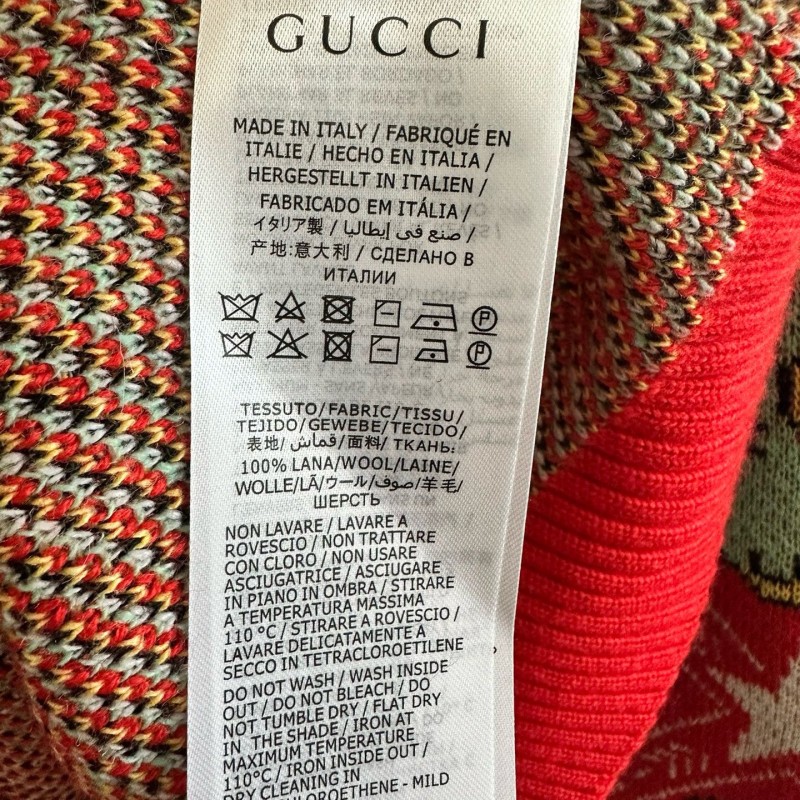 GUCCI
MADE IN ITALY / FABRIQUÉ EN
ITALIE / HECHO EN ITALIA /
HERGESTELLT IN ITALIEN /
FABRICADO EM ITÁLIA /
イタリア製 / صنع في إيطاليا /
产地:意大利 / СДЕЛАНО В
ИТАЛИИ
P
P
TESSUTO/FABRIC/TISSU/
TEJIDO/GEWEBE/TECIDO/
表地/ قماش/面料/ ТКАНЬ:
100% LANA/WOOL/LAINE/
WOLLE/LÃ/ウール/صوف/羊毛/
ШЕРСТЬ
NON LAVARE / LAVARE A
ROVESCIO / NON TRATTARE
CON CLORO / NON USARE
ASCIUGATRICE / ASCIUGARE
IN PIANO IN OMBRA / STIRARE
A TEMPERATURA MASSIMA
110 °C / STIRARE A ROVESCIO /
LAVARE DELICATAMENTE A
SECCO IN TETRACLOROETILENE
DO NOT WASH / WASH INSIDE
OUT / DO NOT BLEACH / DO
NOT TUMBLE DRY / FLAT DRY
IN THE SHADE / IRON AT
MAXIMUM TEMPERATURE
110°C / IRON INSIDE OUT /
DRY CLEANING IN
- MILD